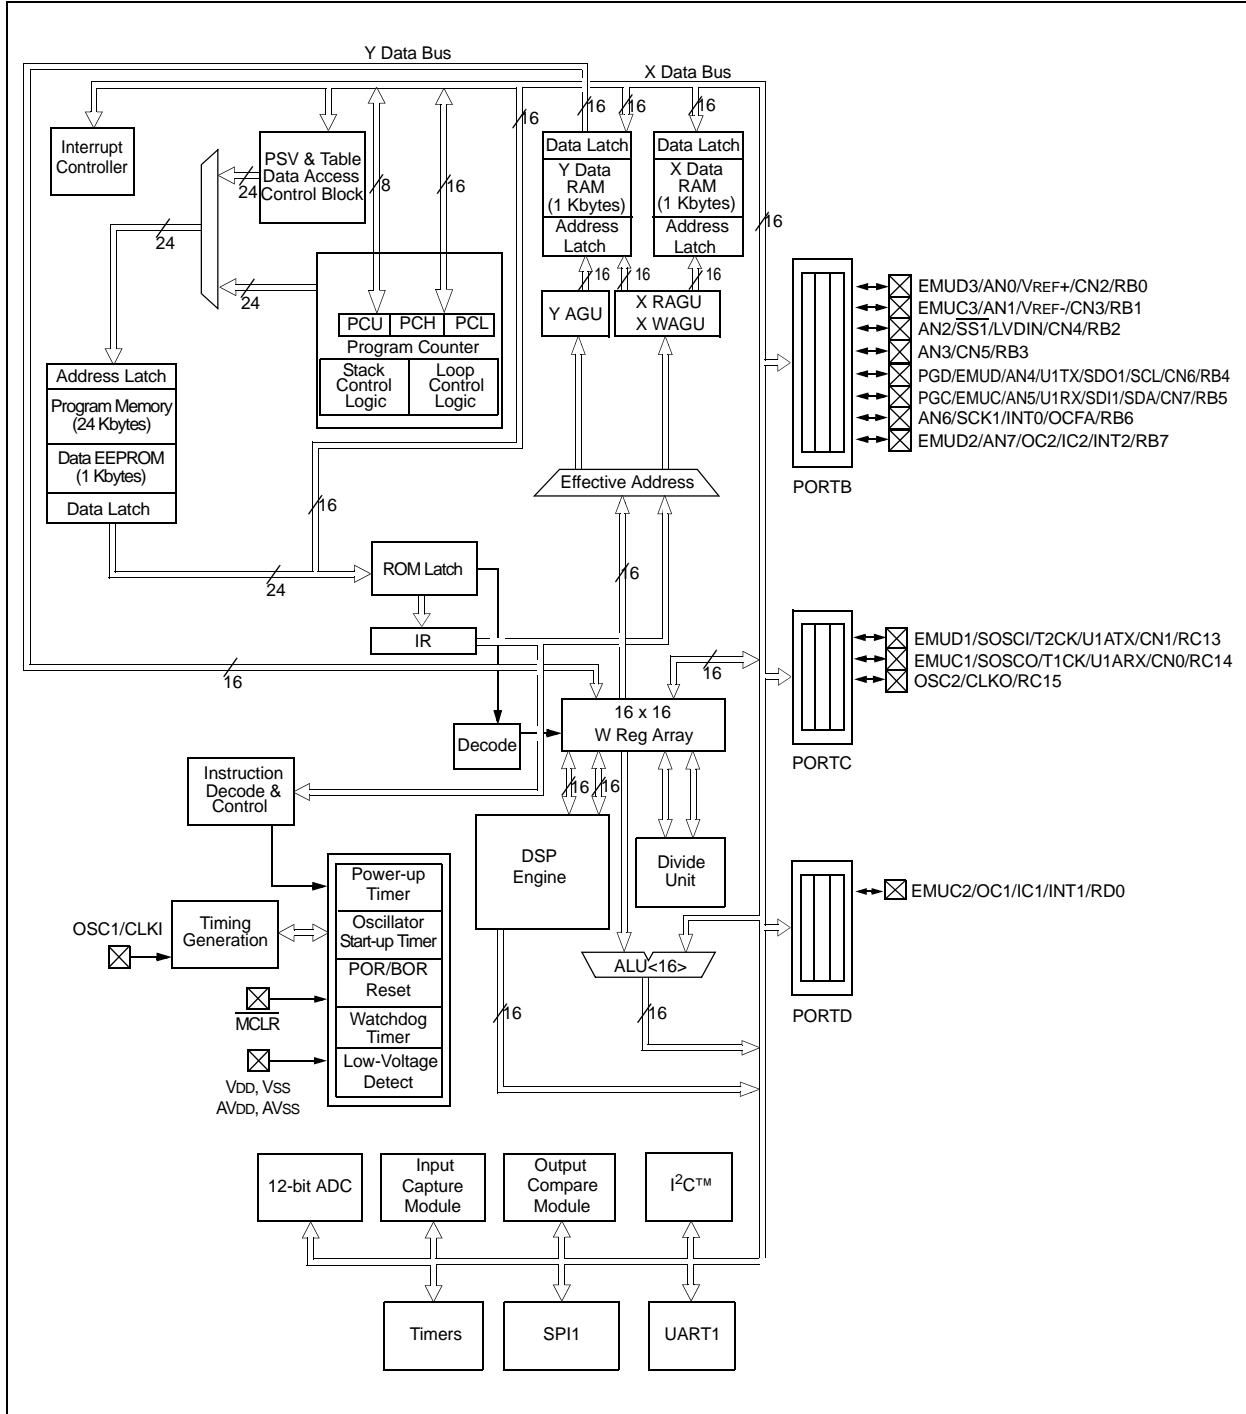 Y Data Bus
X Data Bus
16
16
16
16
Interrupt
Controller
PSV & Table
Data Access
Control Block
24
8
16
Data Latch
Y Data
RAM
(1 Kbytes)
Address
Latch
Data Latch
X Data
RAM
(1 Kbytes)
Address
Latch
16
24
24
16
16
16
Y AGU
X RAGU
X WAGU
PCU
PCH
PCL
Program Counter
Stack
Control
Logic
Loop
Control
Logic
Address Latch
Program Memory
(24 Kbytes)
Data EEPROM
(1 Kbytes)
Data Latch
Effective Address
16
24
16
ROM Latch
IR
16
16
16 x 16
W Reg Array
Decode
Instruction
Decode &
Control
16
16
DSP
Engine
Divide
Unit
Power-up
Timer
Oscillator
Start-up Timer
POR/BOR
Reset
Watchdog
Timer
Low-Voltage
Detect
OSC1/CLKI
Timing
Generation
MCLR
VDD, VSS
AVDD, AVSS
ALU<16>
16
16
EMUD3/AN0/VREF+/CN2/RB0
EMUC3/AN1/VREF-/CN3/RB1
AN2/SS1/LVDIN/CN4/RB2
AN3/CN5/RB3
PGD/EMUD/AN4/U1TX/SDO1/SCL/CN6/RB4
PGC/EMUC/AN5/U1RX/SDI1/SDA/CN7/RB5
AN6/SCK1/INT0/OCFA/RB6
EMUD2/AN7/OC2/IC2/INT2/RB7
PORTB
EMUD1/SOSCI/T2CK/U1ATX/CN1/RC13
EMUC1/SOSCO/T1CK/U1ARX/CN0/RC14
OSC2/CLKO/RC15
PORTC
EMUC2/OC1/IC1/INT1/RD0
PORTD
12-bit ADC
Input
Capture
Module
Output
Compare
Module
I²C™
Timers
SPI1
UART1